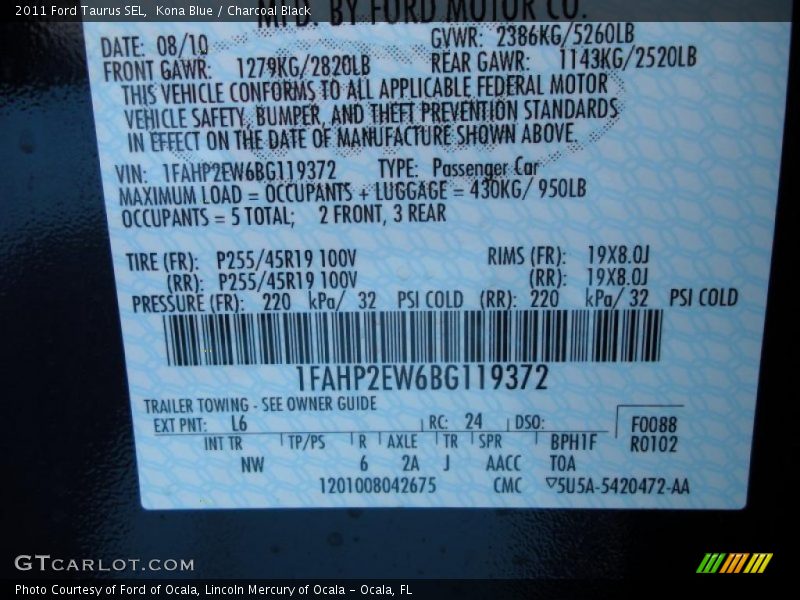 2011 Ford Taurus SEL,  Kona Blue / Charcoal Black
MFD. BY FORD MOTOR CO.
DATE: 08/10 GVWR: 2386KG/5260LB
FRONT GAWR: 1279KG/2820LB REAR GAWR: 1143KG/2520LB
THIS VEHICLE CONFORMS TO ALL APPLICABLE FEDERAL MOTOR
VEHICLE SAFETY, BUMPER, AND THEFT PREVENTION STANDARDS
IN EFFECT ON THE DATE OF MANUFACTURE SHOWN ABOVE.
VIN: 1FAHP2EW6BG119372 TYPE: Passenger Car
MAXIMUM LOAD = OCCUPANTS + LUGGAGE = 430KG/ 950LB
OCCUPANTS = 5 TOTAL; 2 FRONT, 3 REAR
TIRE (FR): P255/45R19 100V RIMS (FR): 19X8.0J
(RR): P255/45R19 100V (RR): 19X8.0J
PRESSURE (FR): 220 kPa/ 32 PSI COLD (RR): 220 kPa/ 32 PSI COLD
1FAHP2EW6BG119372
TRAILER TOWING - SEE OWNER GUIDE
EXT PNT: L6 RC: 24 DSO: F0088
INT TR TP/PS R AXLE TR SPR BPH1F R0102
NW 6 2A J AACC TOA
1201008042675 CMC ▽5U5A-5420472-AA
GTCARLOT.COM
Photo Courtesy of Ford of Ocala, Lincoln Mercury of Ocala - Ocala, FL